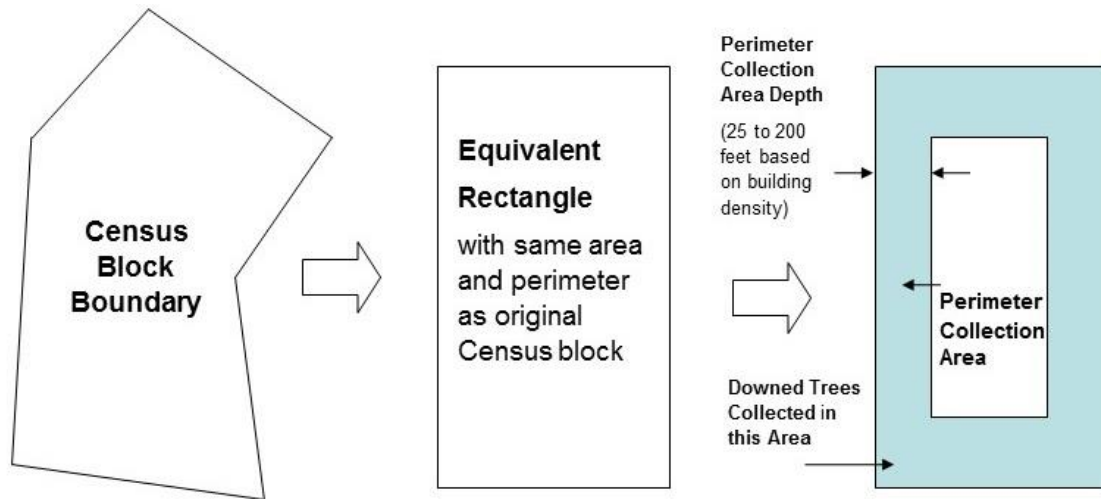 Census
Block
Boundary
Equivalent
Rectangle
with same area
and perimeter
as original
Census block
Perimeter
Collection
Area Depth
(25 to 200
feet based
on building
density)
Perimeter
Collection
Area
Downed Trees
Collected in
this Area